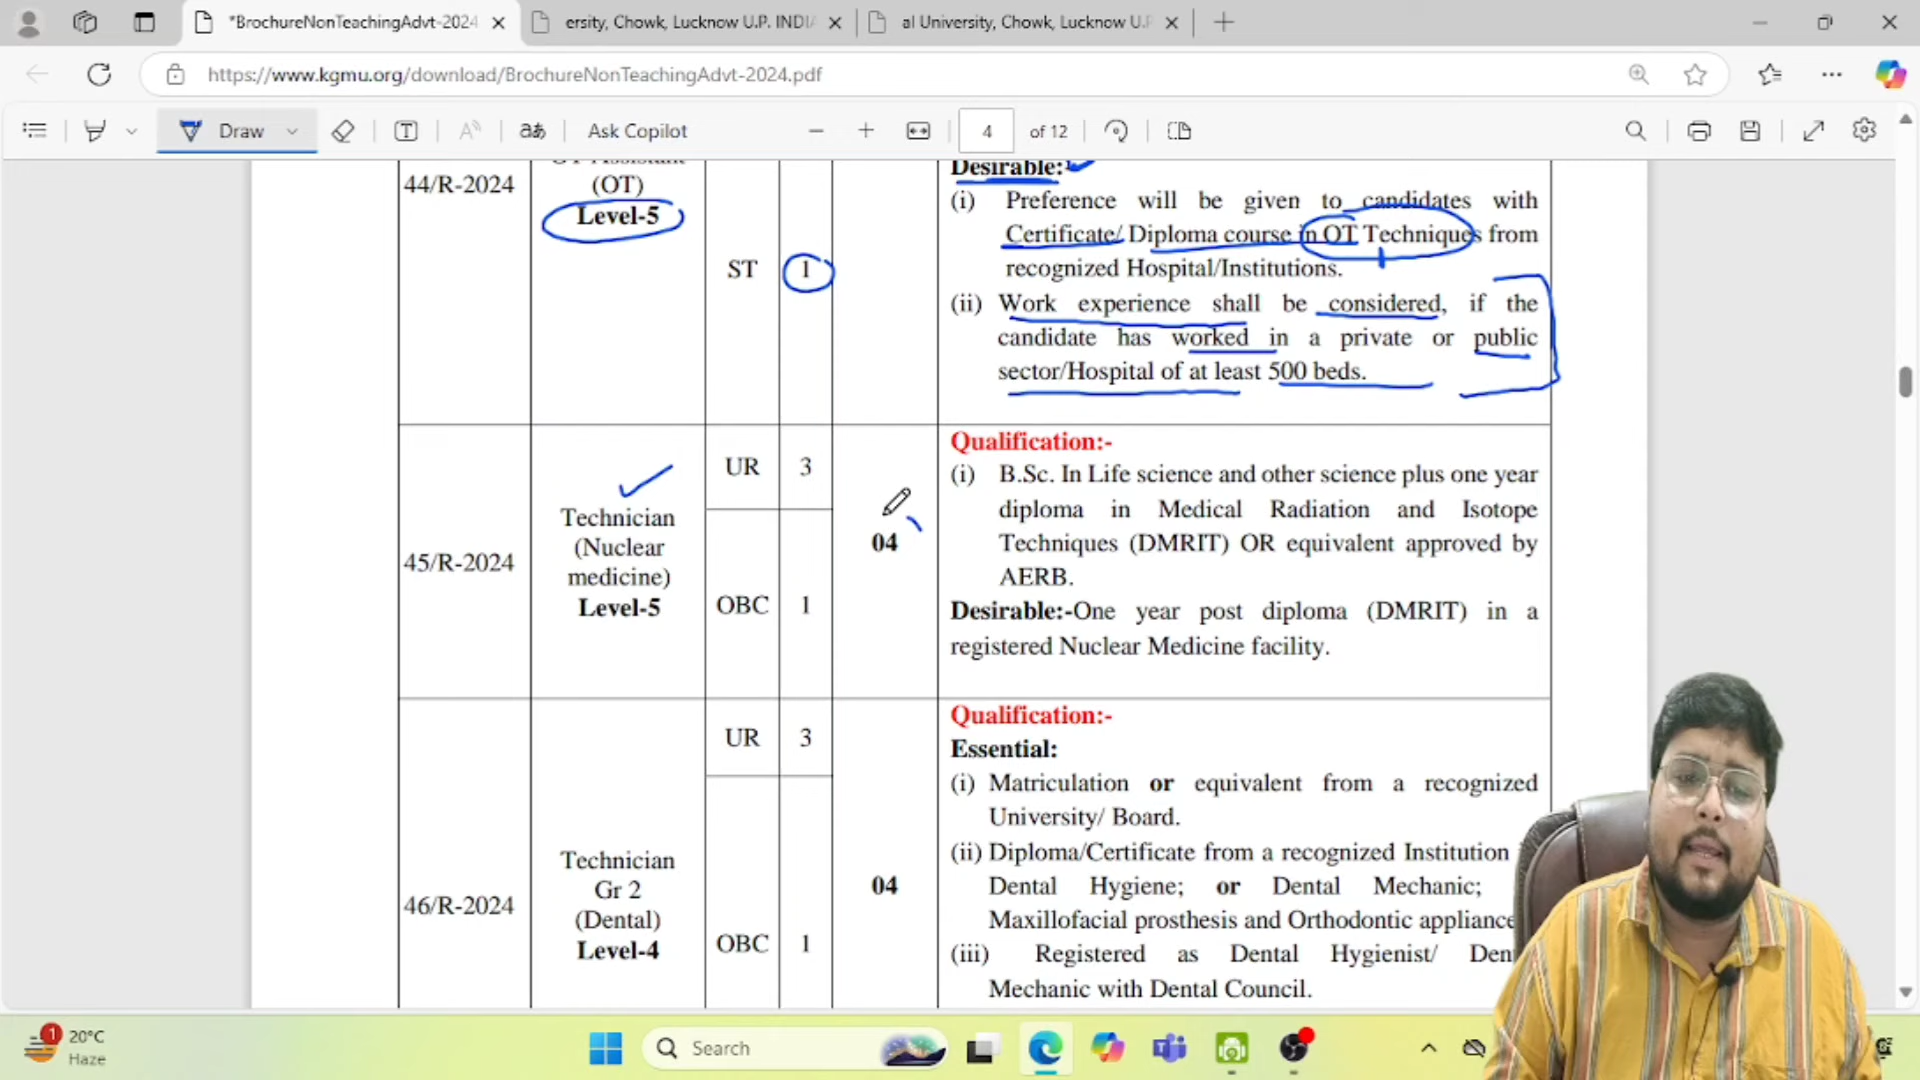 *BrochureNonTeachingAdvt-2024
ersity, Chowk, Lucknow U.P. INDI
al University, Chowk, Lucknow U.P
https://www.kgmu.org/download/BrochureNonTeachingAdvt-2024.pdf
Draw
Ask Copilot
4
of 12
44/R-2024
OT Assistant
(OT)
Level-5
ST
1
Desirable:
(i) Preference will be given to candidates with
Certificate/ Diploma course in OT Techniques from
recognized Hospital/Institutions.
(ii) Work experience shall be considered, if the
candidate has worked in a private or public
sector/Hospital of at least 500 beds.
45/R-2024
Technician
(Nuclear
medicine)
Level-5
UR
3
OBC
1
04
Qualification:-
(i) B.Sc. In Life science and other science plus one year
diploma in Medical Radiation and Isotope
Techniques (DMRIT) OR equivalent approved by
AERB.
Desirable:-One year post diploma (DMRIT) in a
registered Nuclear Medicine facility.
46/R-2024
Technician
Gr 2
(Dental)
Level-4
UR
3
OBC
1
04
Qualification:-
Essential:
(i) Matriculation or equivalent from a recognized
University/ Board.
(ii) Diploma/Certificate from a recognized Institution
Dental Hygiene; or Dental Mechanic;
Maxillofacial prosthesis and Orthodontic appliance
(iii) Registered as Dental Hygienist/ Den
Mechanic with Dental Council.
1
20°C
Haze
Search